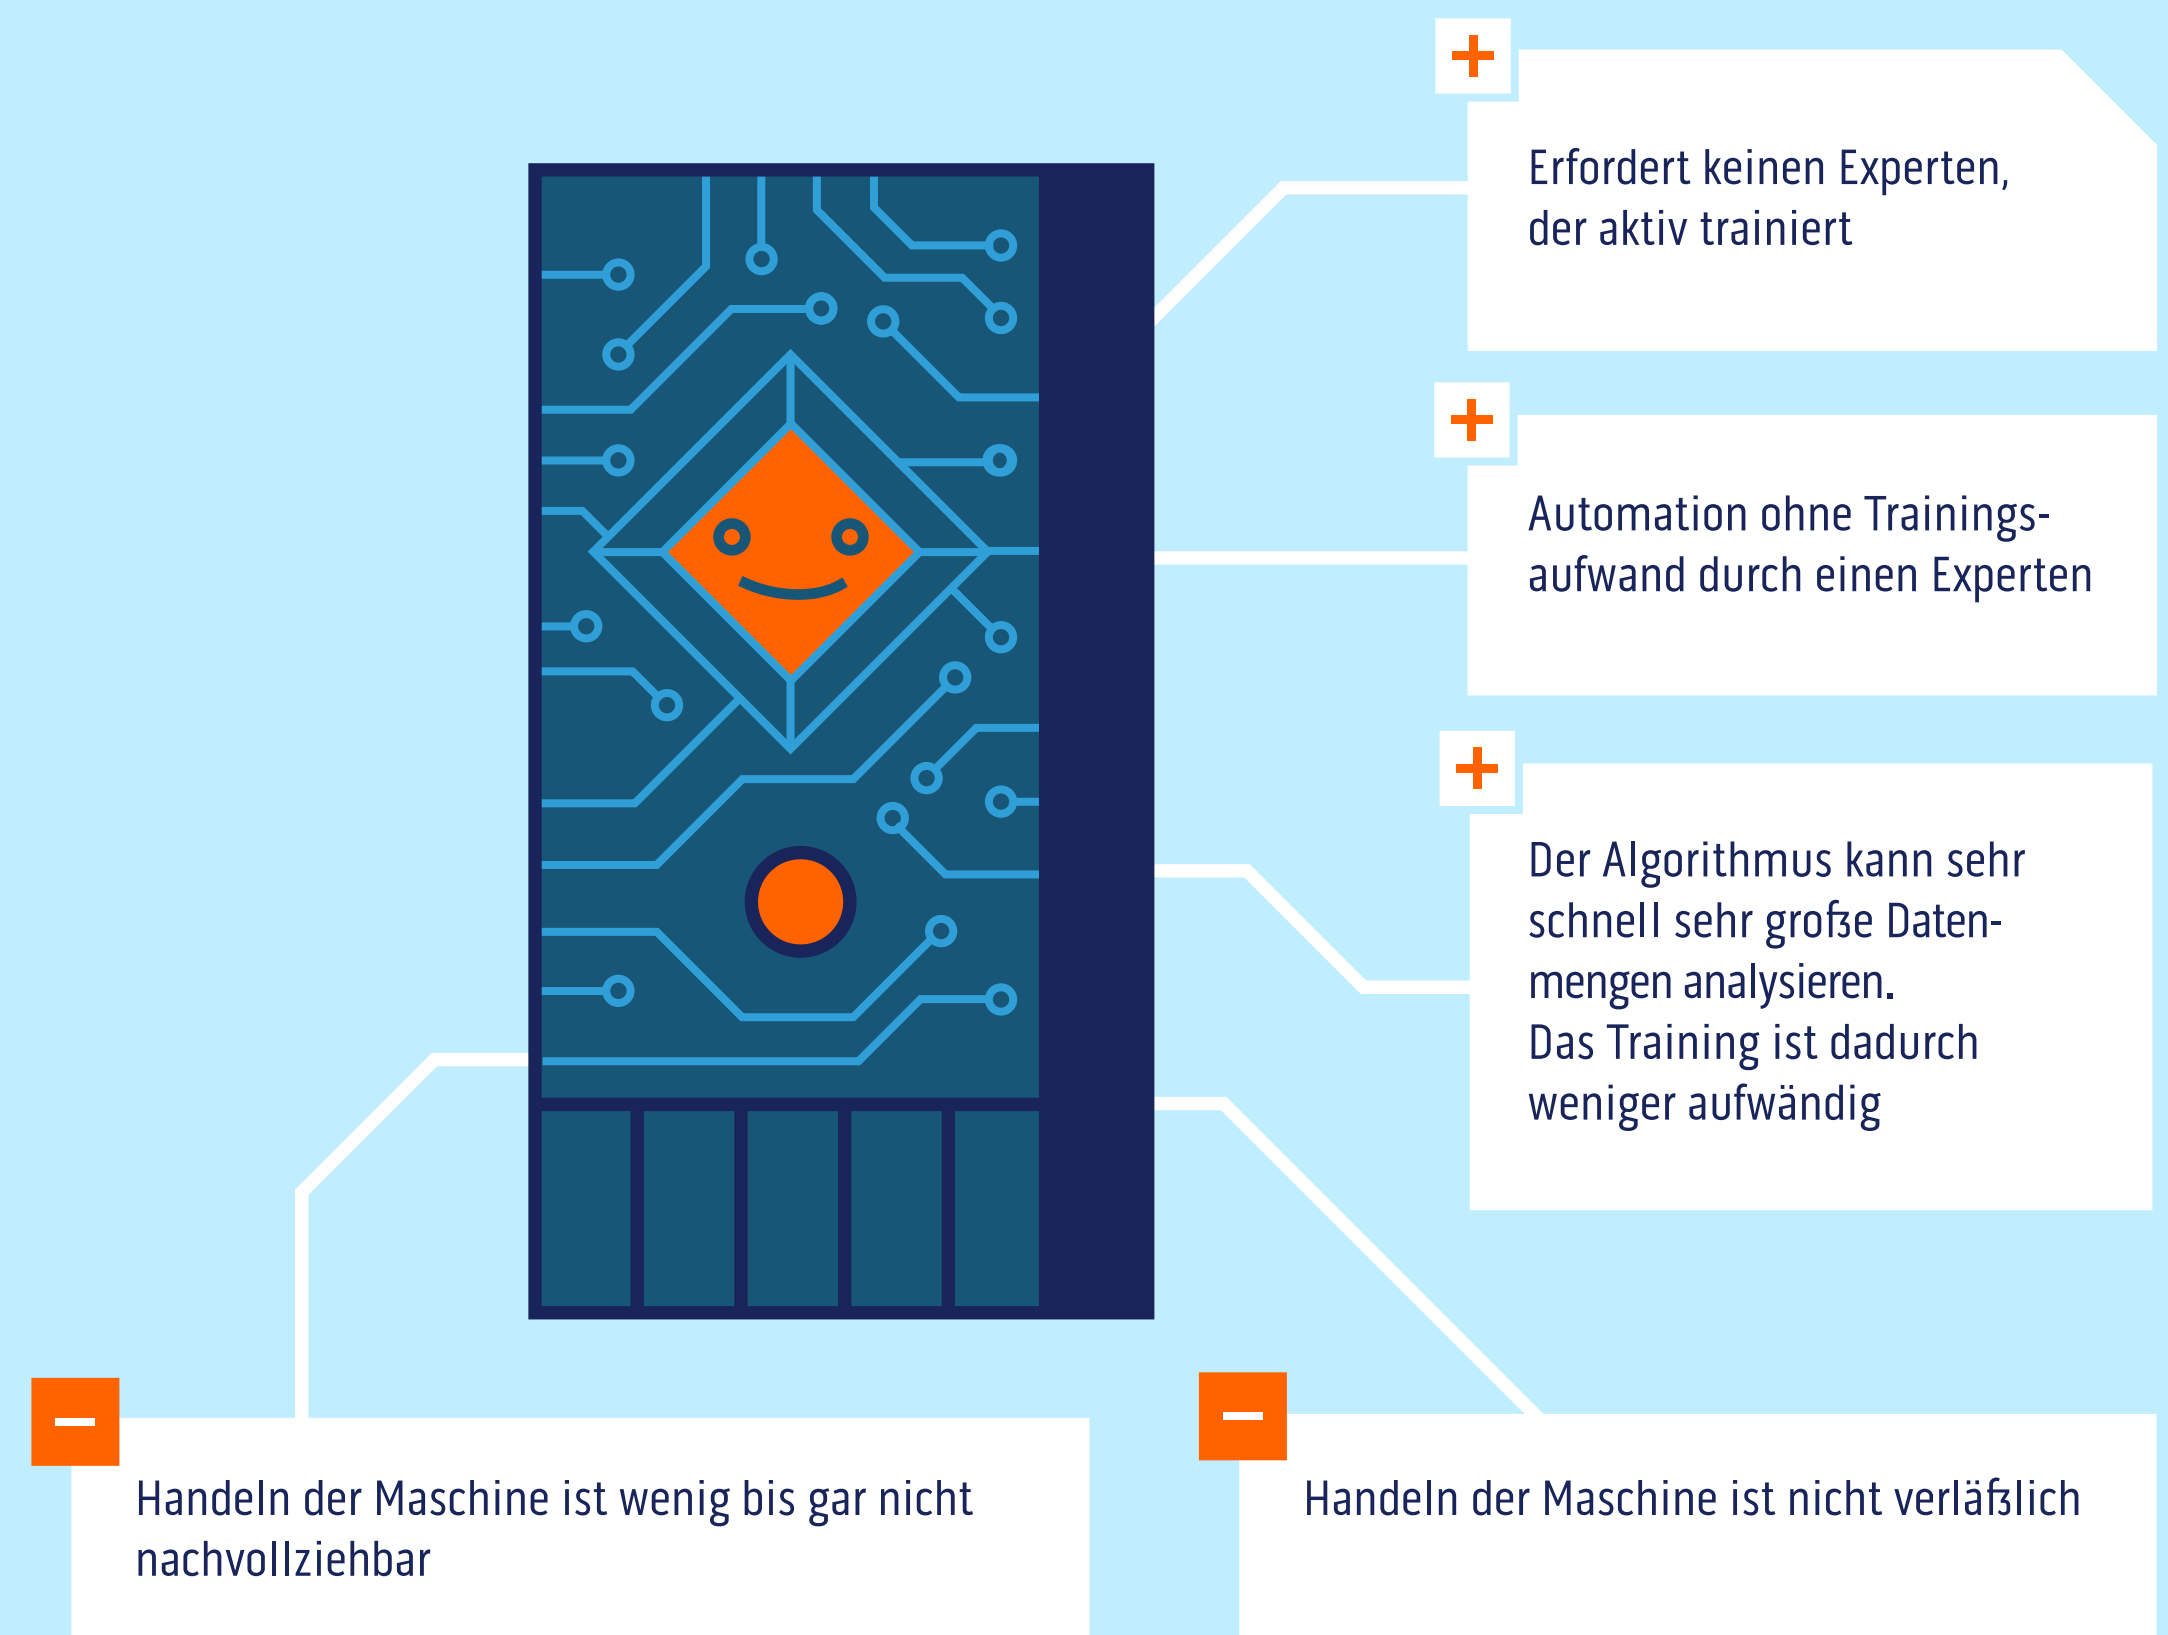 Erfordert keinen Experten,
der aktiv trainiert
Automation ohne Trainings-
aufwand durch einen Experten
Der Algorithmus kann sehr
schnell sehr große Daten-
mengen analysieren.
Das Training ist dadurch
weniger aufwändig
Handeln der Maschine ist wenig bis gar nicht
nachvollziehbar
Handeln der Maschine ist nicht verläßlich